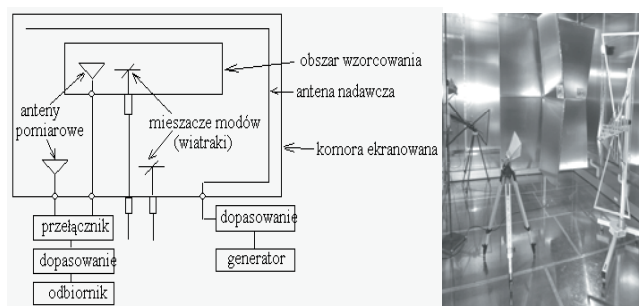 obszar wzorcowania
antena nadawcza
anteny
pomiarowe
mieszacze modów
(wiatraki)
komora ekranowana
przełącznik
dopasowanie
odbiornik
dopasowanie
generator